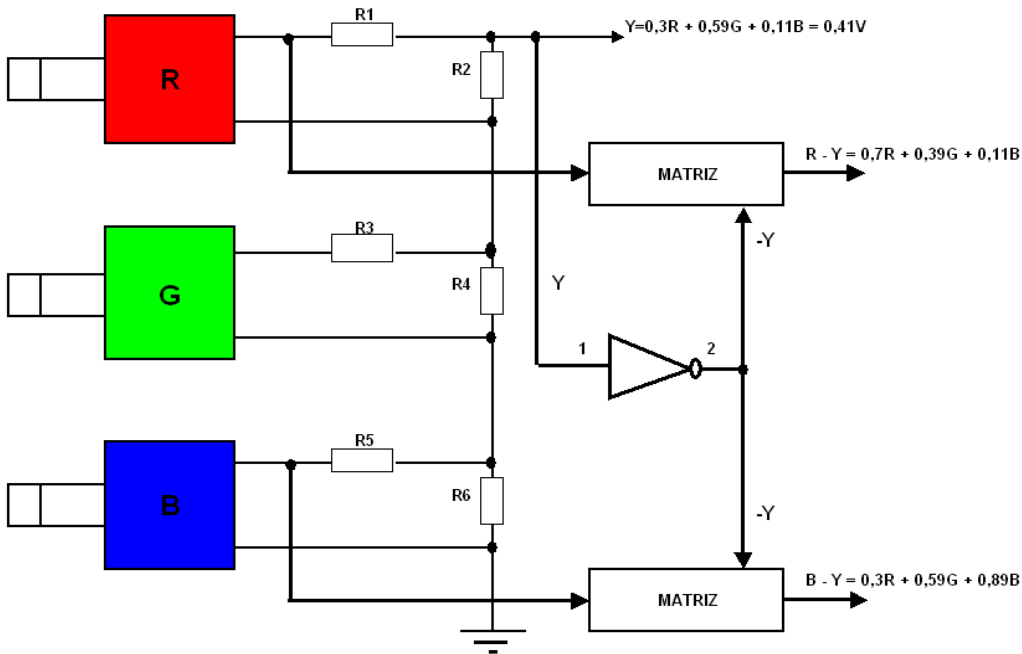 R1
Y=0,3R + 0,59G + 0,11B = 0,41V
R
R2
MATRIZ
R - Y = 0,7R + 0,39G + 0,11B
R3
-Y
G
R4
Y
1
2
R5
B
R6
-Y
MATRIZ
B - Y = 0,3R + 0,59G + 0,89B